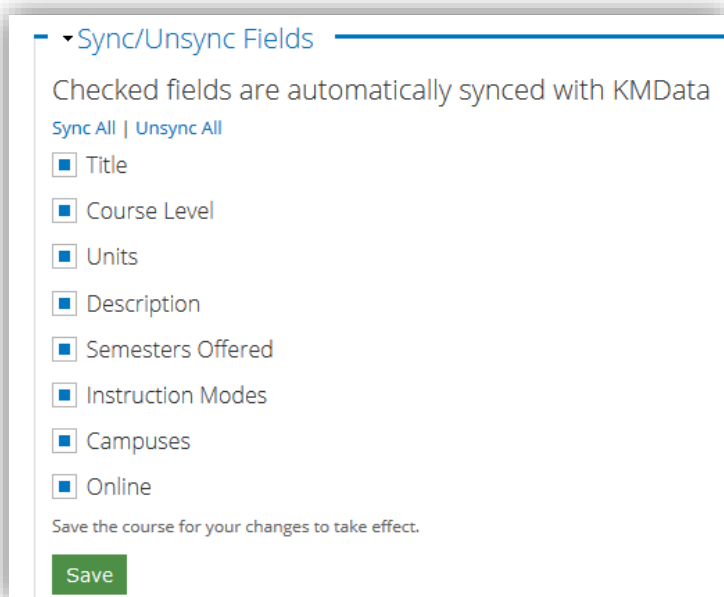 Sync/Unsync Fields
Checked fields are automatically synced with KMData
Sync All | Unsync All
Title
Course Level
Units
Description
Semesters Offered
Instruction Modes
Campuses
Online
Save the course for your changes to take effect.
Save